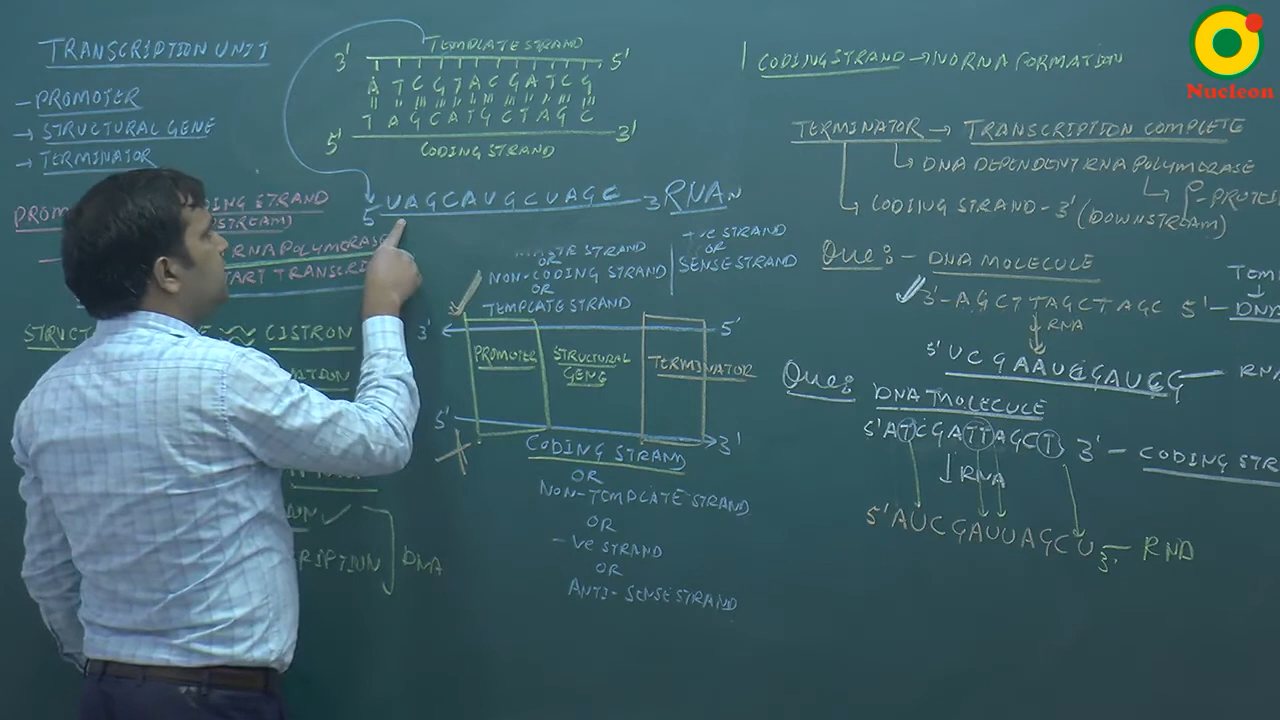 TRANSCRIPTION UNIT
- PROMOTER
→ STRUCTURAL GENE
→ TERMINATOR
TEMPLATE STRAND
3' 5'
A T C G T A C G A T C G
T A G C A T G C T A G C
5' 3'
CODING STRAND
5 UAGCAUGCUAGC 3 RNA
STRAND
RNA POLYMERASE
CISTRON
STRAND
OR
NON-CODING STRAND
OR
TEMPLATE STRAND
+ve STRAND
OR
SENSE STRAND
3' 5'
PROMOTER
STRUCTURAL GENE
TERMINATOR
5' 3'
CODING STRAND
OR
NON-TEMPLATE STRAND
OR
-ve STRAND
OR
ANTI-SENSE STRAND
DNA
CODING STRAND → NO RNA FORMATION
TERMINATOR → TRANSCRIPTION COMPLETE
DNA DEPENDENT RNA POLYMERASE
CODING STRAND - 3' (DOWNSTREAM)
Que:- DNA MOLECULE
3'-AGCTTAGCTAGC 5'-
RNA
Que: DNA MOLECULE
5'ATCGATTAGCT 3' - CODING
↓RNA
5'AUCGAUUAGCU 3' - RNA
Nucleon